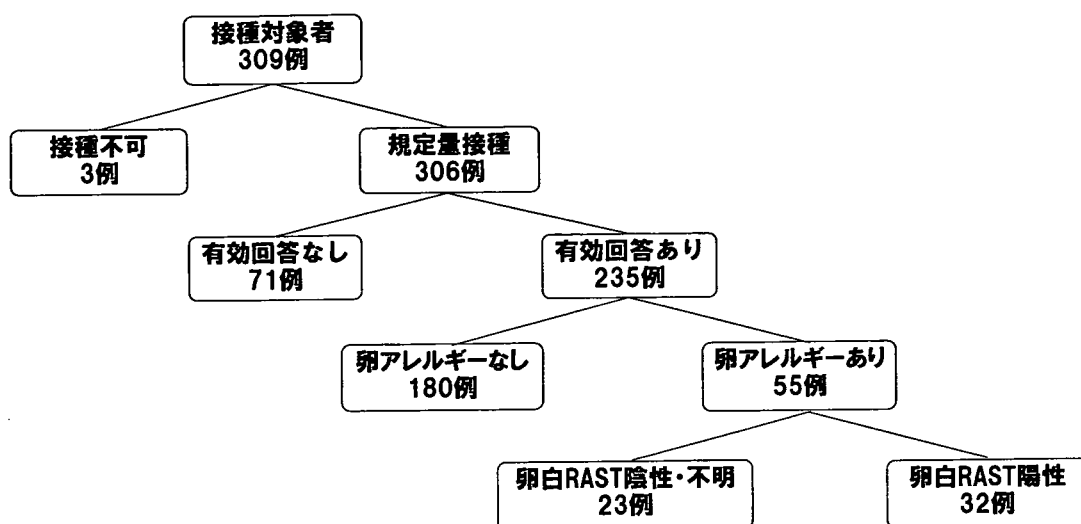 接種対象者
309例
接種不可
3例
規定量接種
306例
有効回答なし
71例
有効回答あり
235例
卵アレルギーなし
180例
卵アレルギーあり
55例
卵白RAST陰性・不明
23例
卵白RAST陽性
32例